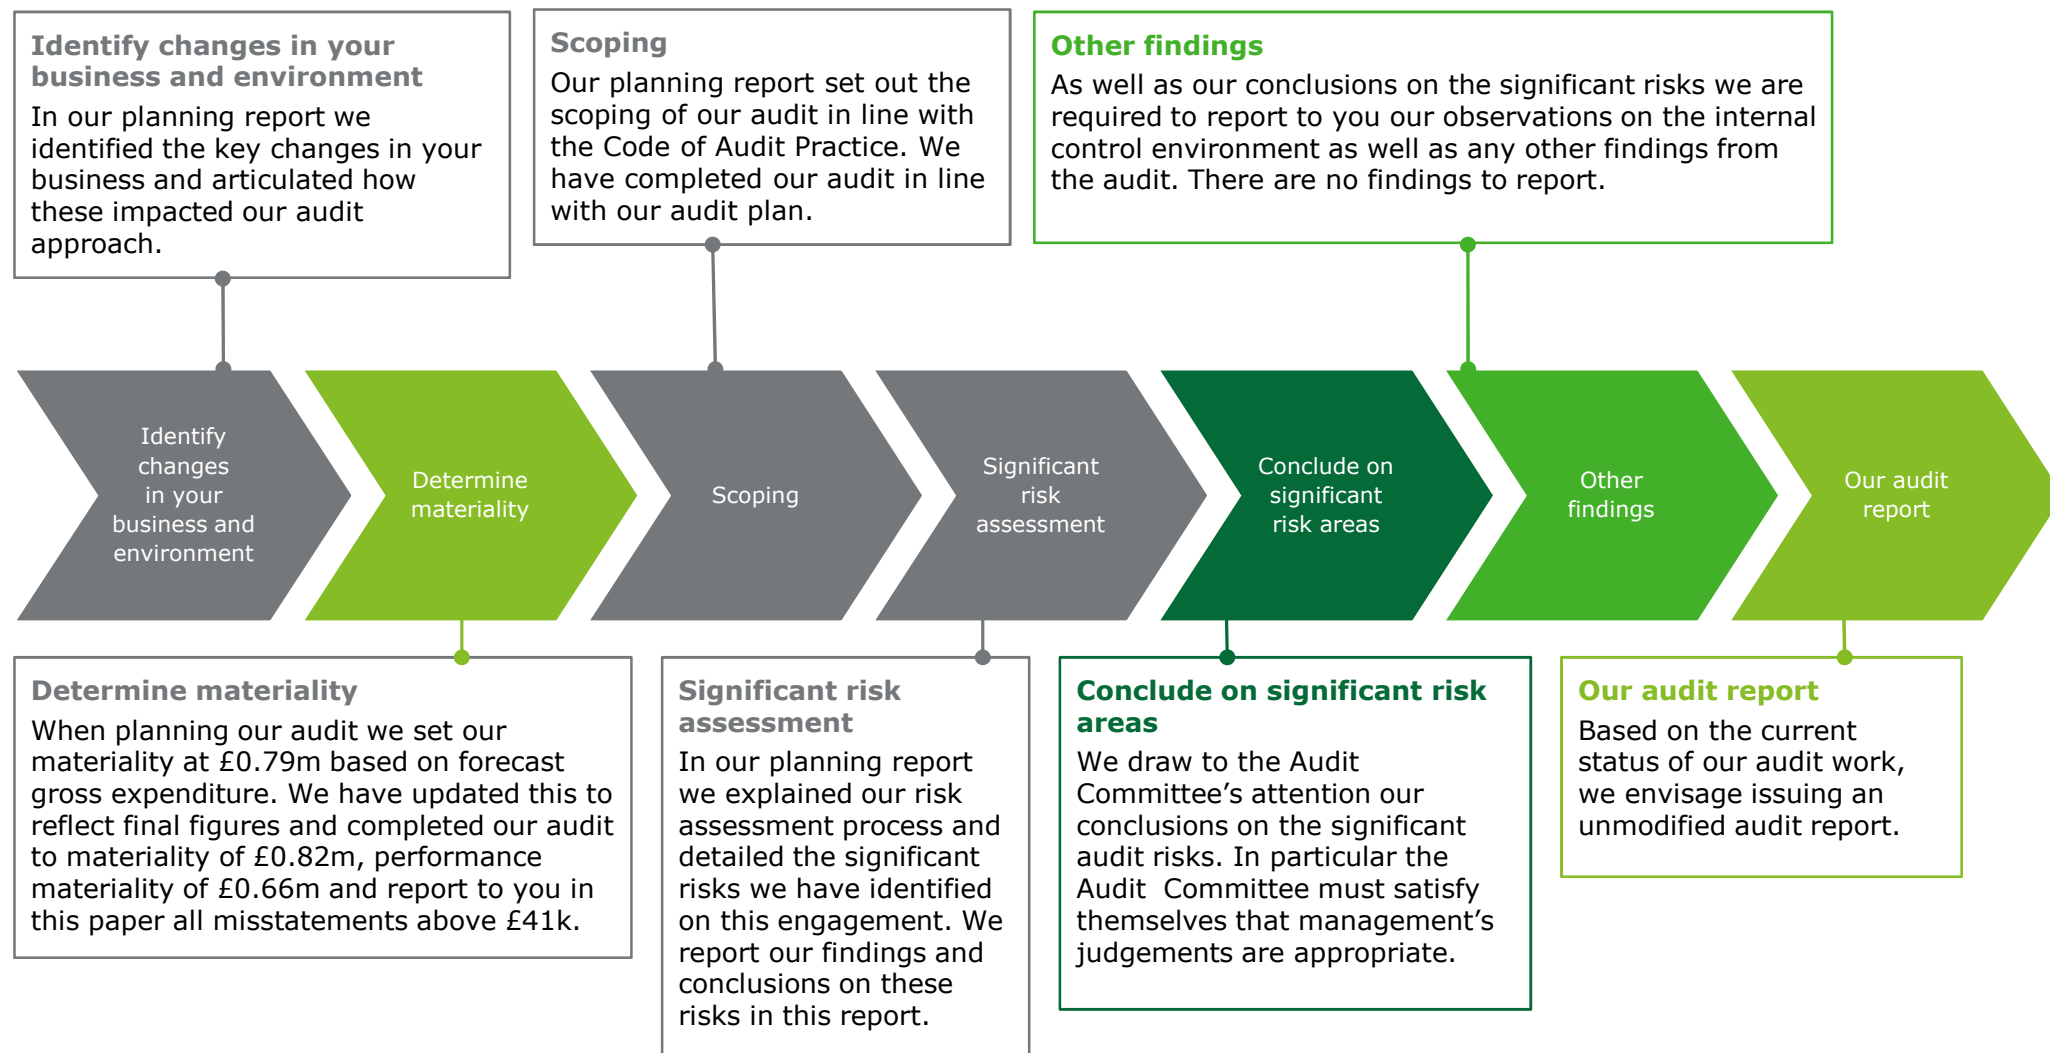 Identify changes in your
business and environment
In our planning report we
identified the key changes in your
business and articulated how
these impacted our audit
approach.
Scoping
Our planning report set out the
scoping of our audit in line with
the Code of Audit Practice. We
have completed our audit in line
with our audit plan.
Other findings
As well as our conclusions on the significant risks we are
required to report to you our observations on the internal
control environment as well as any other findings from
the audit. There are no findings to report.
Identify
changes
in your
business and
environment
Determine
materiality
Scoping
Significant
risk
assessment
Conclude on
significant
risk areas
Other
findings
Our audit
report
Determine materiality
When planning our audit we set our
materiality at £0.79m based on forecast
gross expenditure. We have updated this to
reflect final figures and completed our audit
to materiality of £0.82m, performance
materiality of £0.66m and report to you in
this paper all misstatements above £41k.
Significant risk
assessment
In our planning report
we explained our risk
assessment process and
detailed the significant
risks we have identified
on this engagement. We
report our findings and
conclusions on these
risks in this report.
Conclude on significant risk
areas
We draw to the Audit
Committee’s attention our
conclusions on the significant
audit risks. In particular the
Audit  Committee must satisfy
themselves that management’s
judgements are appropriate.
Our audit report
Based on the current
status of our audit work,
we envisage issuing an
unmodified audit report.